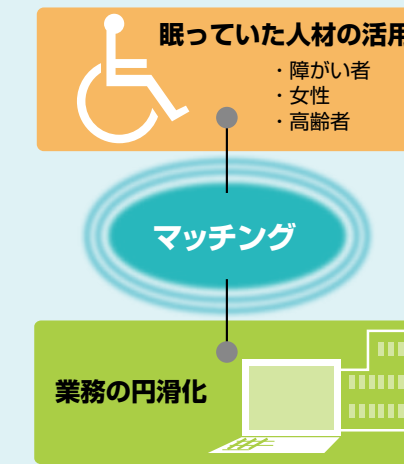 眠っていた人材の活用
・障がい者
・女性
・高齢者
マッチング
業務の円滑化